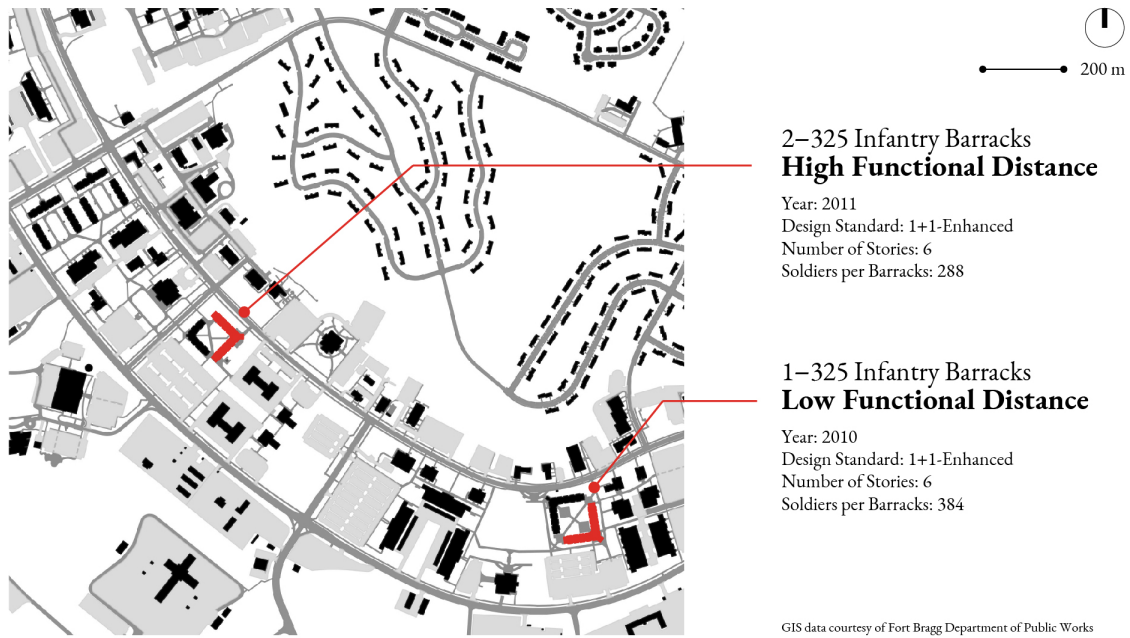 200 m
2–325 Infantry Barracks
High Functional Distance
Year: 2011
Design Standard: 1+1-Enhanced
Number of Stories: 6
Soldiers per Barracks: 288
1–325 Infantry Barracks
Low Functional Distance
Year: 2010
Design Standard: 1+1-Enhanced
Number of Stories: 6
Soldiers per Barracks: 384
GIS data courtesy of Fort Bragg Department of Public Works